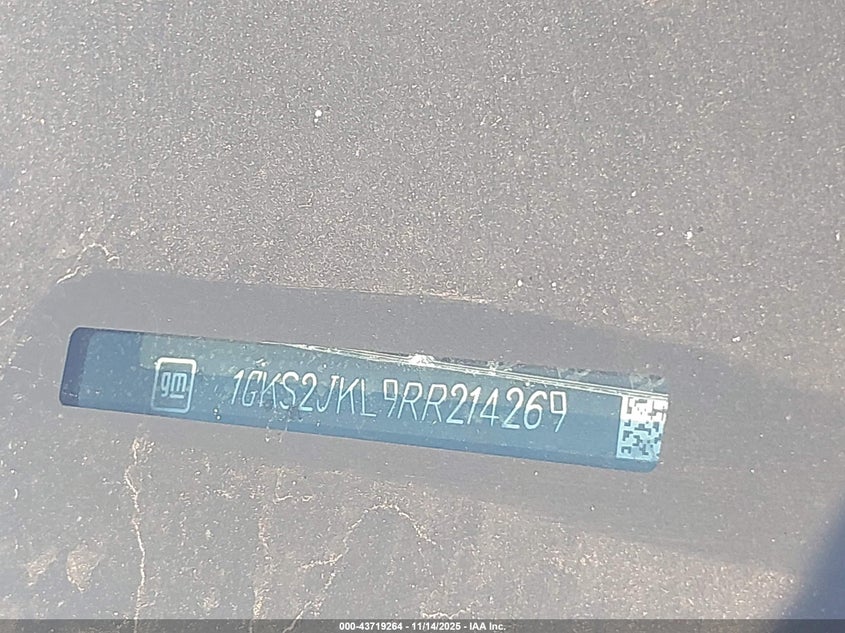 gm 1GKS2JKL9RR214269
000-43719264 - 11/14/2025 - IAA Inc.